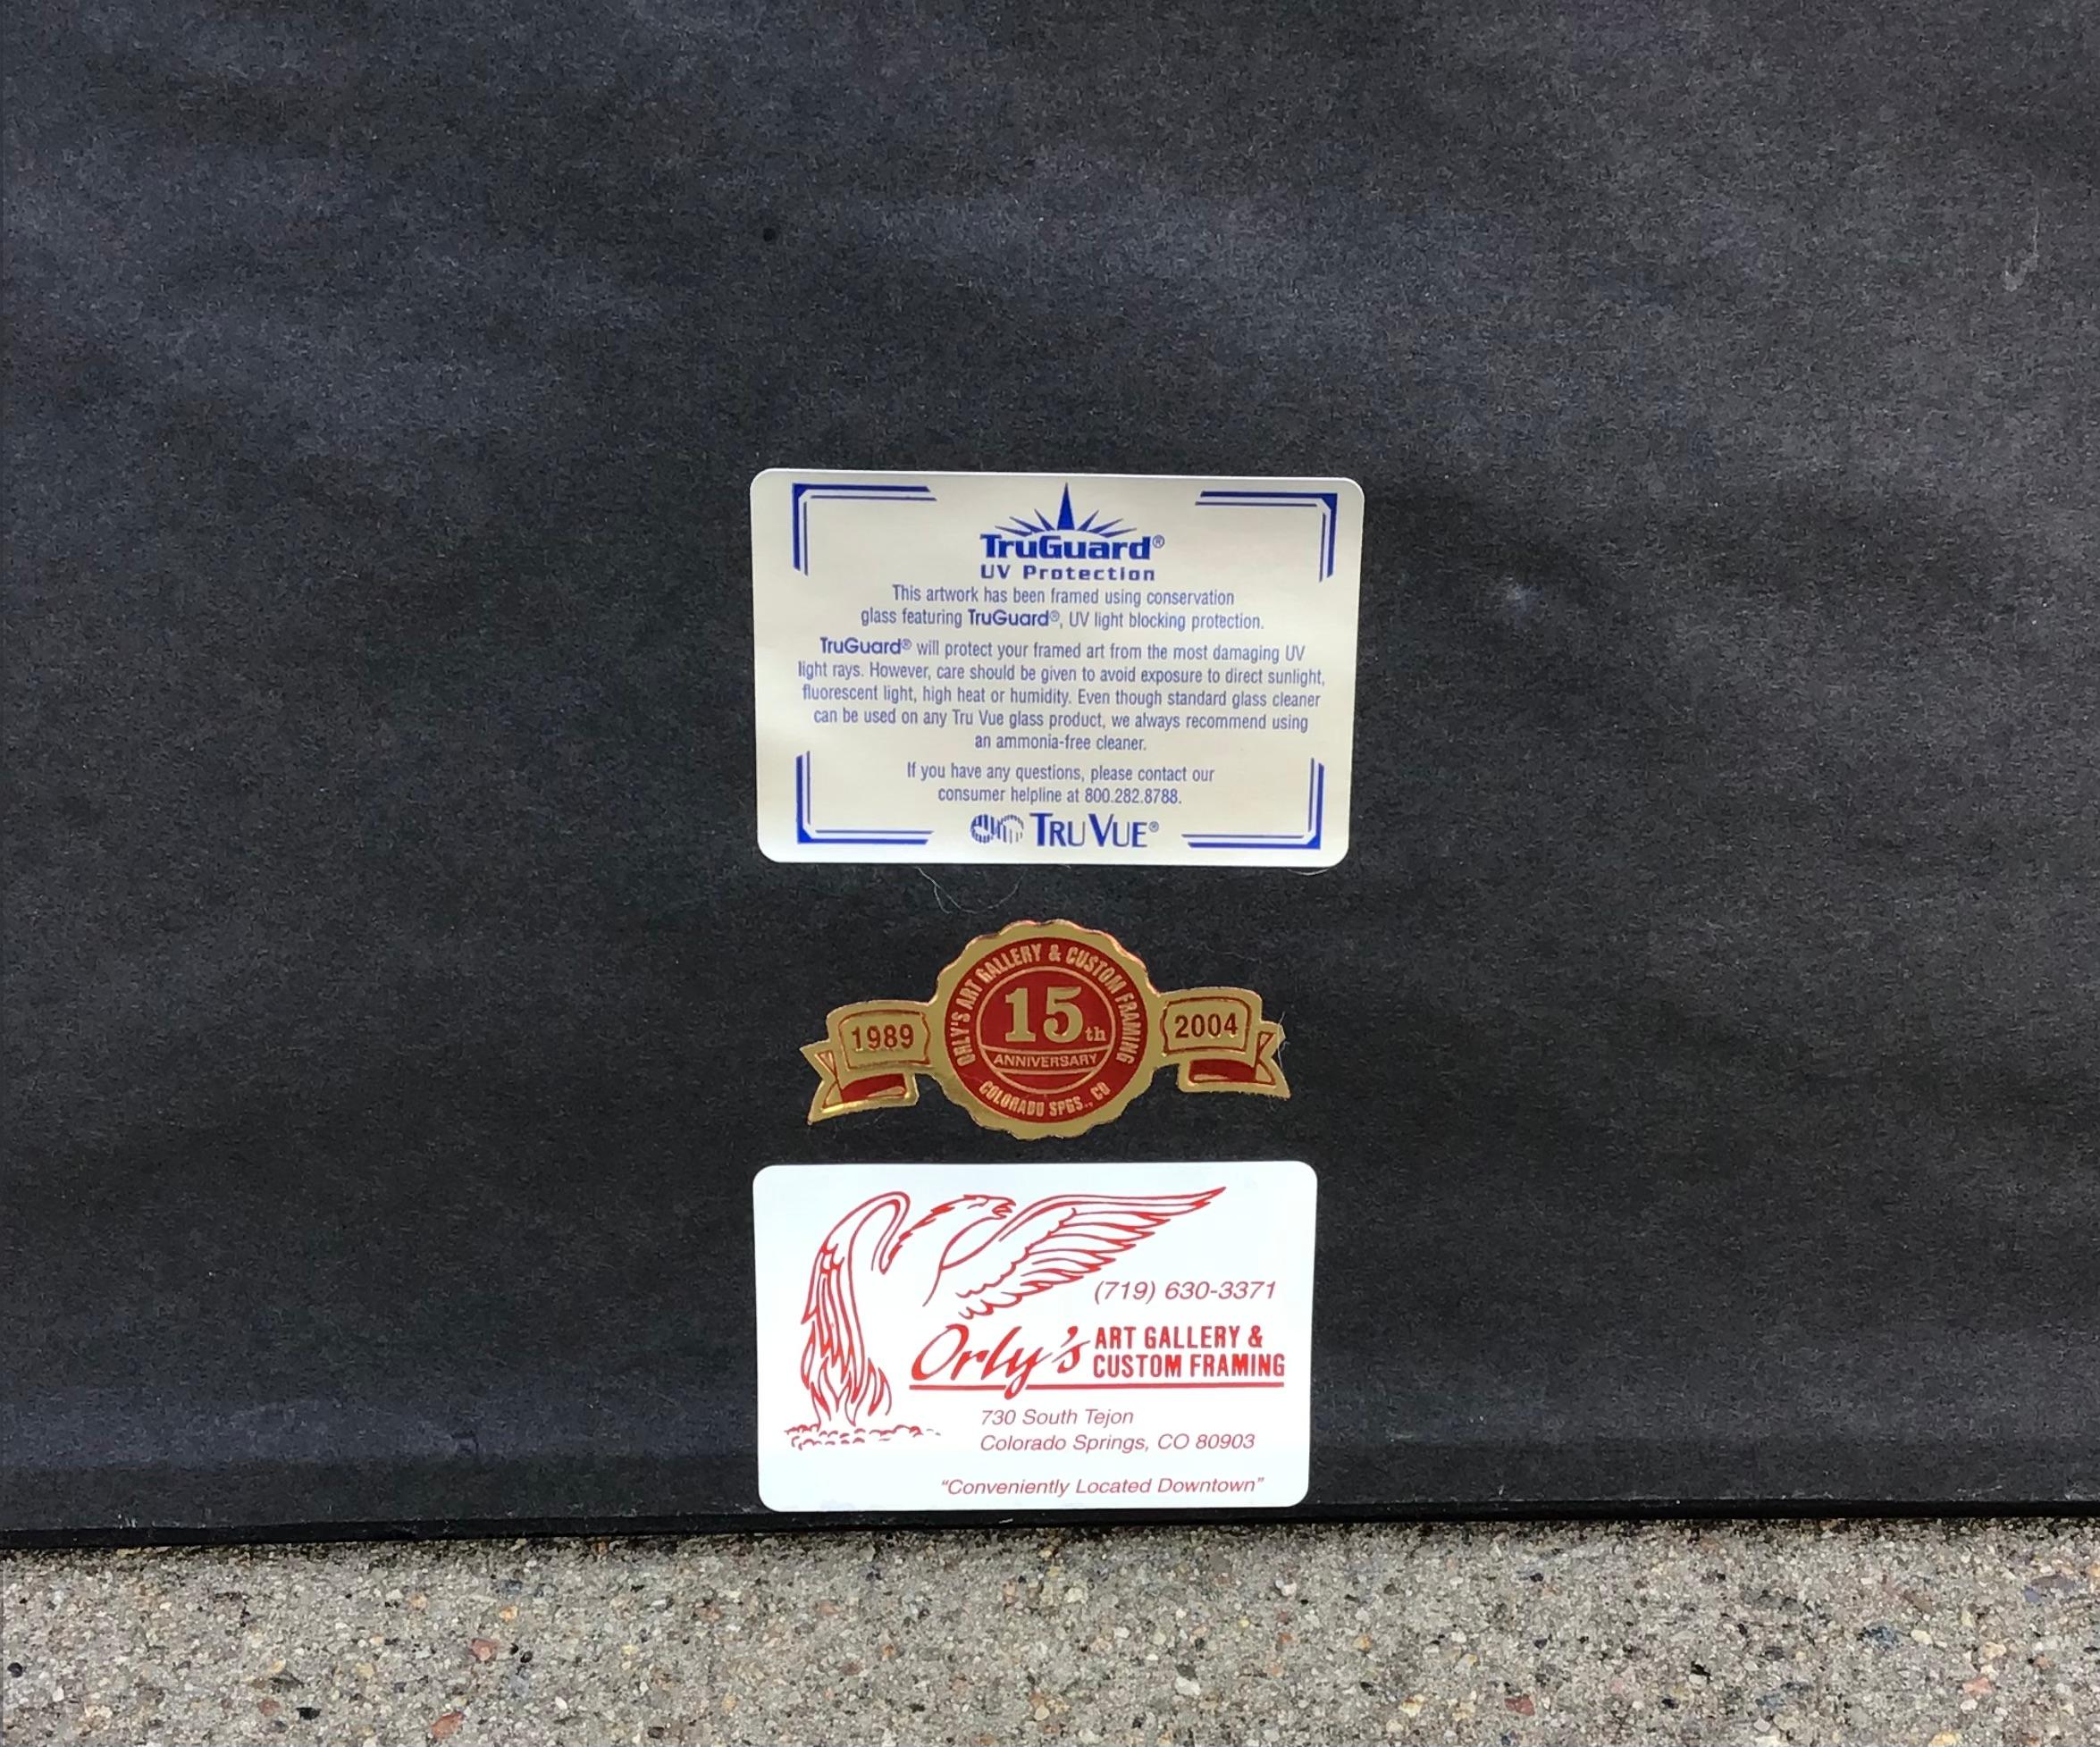 TruGuard®
UV Protection
This artwork has been framed using conservation
glass featuring TruGuard®, UV light blocking protection.
TruGuard® will protect your framed art from the most damaging UV
light rays. However, care should be given to avoid exposure to direct sunlight,
fluorescent light, high heat or humidity. Even though standard glass cleaner
can be used on any Tru Vue glass product, we always recommend using
an ammonia-free cleaner.
If you have any questions, please contact our
consumer helpline at 800.282.8788.
TRU VUE®
ORLY'S ART GALLERY & CUSTOM FRAMING
1989
15th
2004
ANNIVERSARY
COLORADO SPGS., CO
(719) 630-3371
Orly's ART GALLERY &
CUSTOM FRAMING
730 South Tejon
Colorado Springs, CO 80903
"Conveniently Located Downtown"